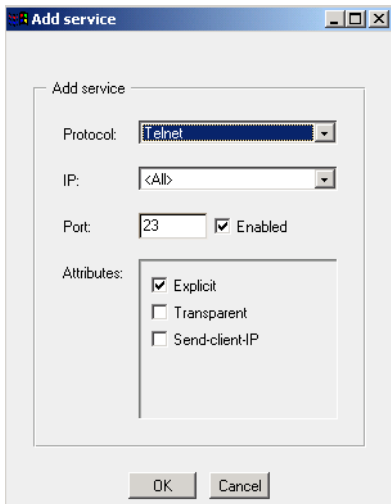 Add service
Add service
Protocol: Telnet
IP: <All>
Port: 23 Enabled
Attributes: Explicit
Transparent
Send-client-IP
OK Cancel